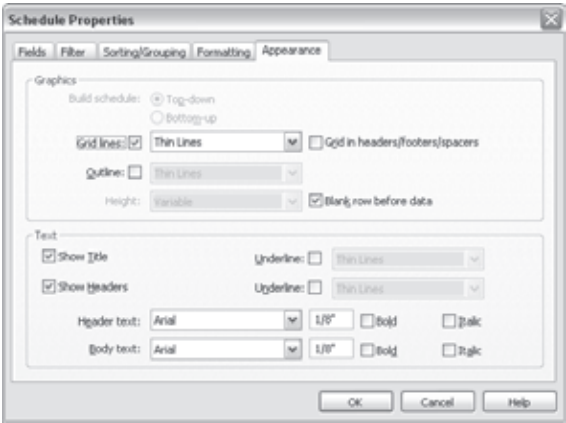 Schedule Properties
Fields Filter Sorting/Grouping Formatting Appearance
Graphics
Build schedule: Top-down
Bottom-up
Grid lines: Thin Lines Grid in headers/footers/spacers
Outline: Thin Lines
Height: Variable Blank row before data
Text
Show Title Underline: Thin Lines
Show Headers Underline: Thin Lines
Header text: Arial 1/8" Bold Italic
Body text: Arial 1/8" Bold Italic
OK Cancel Help